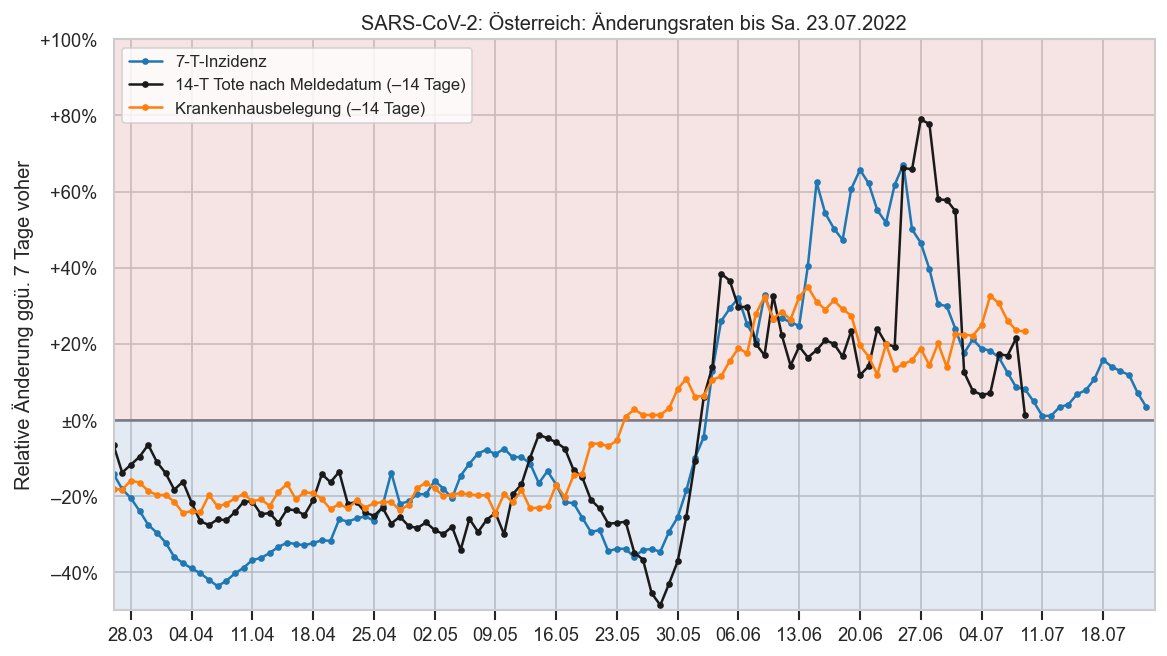 SARS-CoV-2: Österreich: Änderungsraten bis Sa. 23.07.2022
Relative Änderung ggü. 7 Tage voher
+100%
+80%
+60%
+40%
+20%
±0%
–20%
–40%
7-T-Inzidenz
14-T Tote nach Meldedatum (–14 Tage)
Krankenhausbelegung (–14 Tage)
28.03 04.04 11.04 18.04 25.04 02.05 09.05 16.05 23.05 30.05 06.06 13.06 20.06 27.06 04.07 11.07 18.07